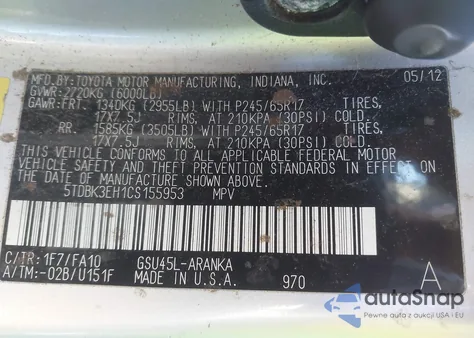 MFD.BY:TOYOTA MOTOR MANUFACTURING, INDIANA, INC. 05/12
GVWR:2720KG (6000LB)
GAWR:FRT. 1340KG (2955LB) WITH P245/65R17 TIRES,
17X7.5J RIMS, AT 210KPA (30PSI) COLD.
RR. 1585KG (3505LB) WITH P245/65R17 TIRES,
17X7.5J RIMS, AT 210KPA (30PSI) COLD.
THIS VEHICLE CONFORMS TO ALL APPLICABLE FEDERAL MOTOR
VEHICLE SAFETY AND THEFT PREVENTION STANDARDS IN EFFECT ON
THE DATE OF MANUFACTURE SHOWN ABOVE.
5TDBK3EH1CS155953 MPV
C/TR: 1F7/FA10 GSU45L-ARANKA
A/TM:-02B/U151F MADE IN U.S.A. 970 A
autoSnap
Pewne auta z USA i EU